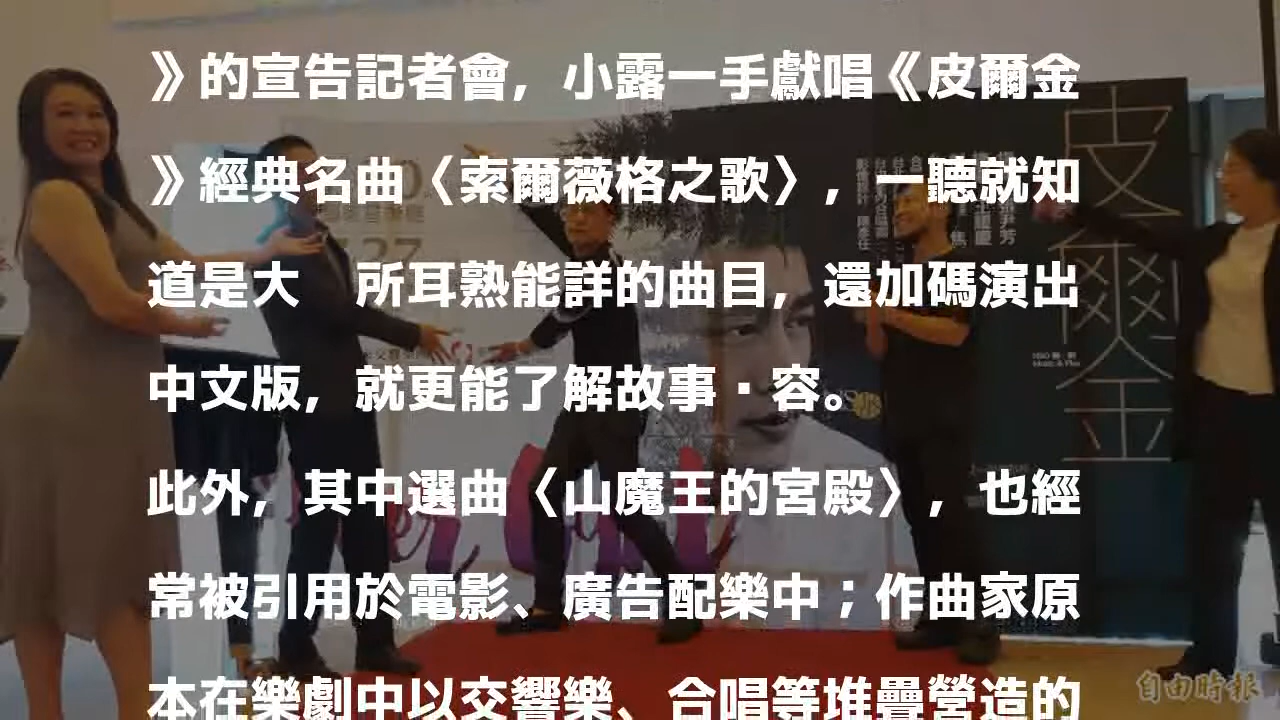 》的宣告記者會，小露一手獻唱《皮爾金
》經典名曲〈索爾薇格之歌〉，一聽就知
道是大　所耳熟能詳的曲目，還加碼演出
中文版，就更能了解故事·容。
此外，其中選曲〈山魔王的宮殿〉，也經
常被引用於電影、廣告配樂中；作曲家原
本在樂劇中以交響樂、合唱等堆疊營造的
皮爾金
27
自由時報